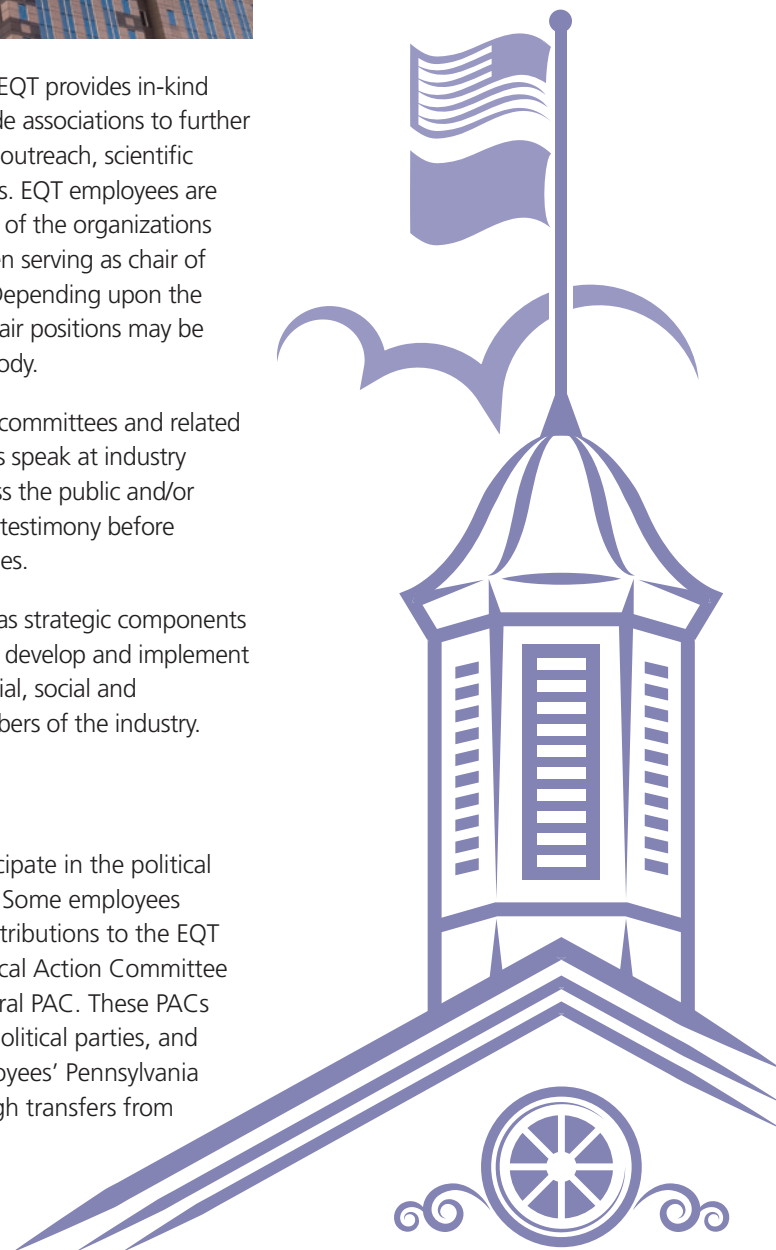 EQT provides in-kind
de associations to further
outreach, scientific
s. EQT employees are
of the organizations
en serving as chair of
Depending upon the
air positions may be
ody.
committees and related
s speak at industry
ss the public and/or
testimony before
es.
as strategic components
develop and implement
ial, social and
bers of the industry.
cipate in the political
Some employees
tributions to the EQT
cal Action Committee
ral PAC. These PACs
olitical parties, and
oyees’ Pennsylvania
gh transfers from